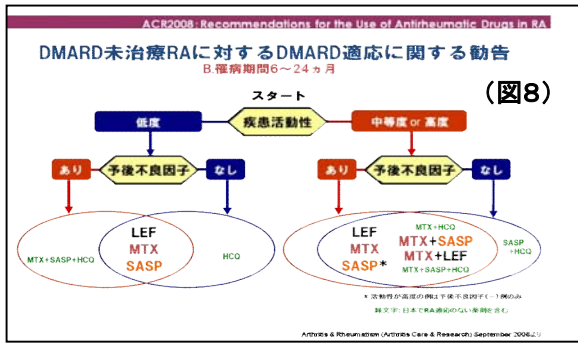 ACR2008: Recommendations for the Use of Antirheumatic Drugs in RA
DMARD未治療RAに対するDMARD適応に関する勧告
B.罹病期間6～24ヵ月
(図8)
スタート
低度
疾患活動性
中等度 or 高度
あり
予後不良因子
なし
あり
予後不良因子
なし
MTX+SASP+HCQ
LEF
MTX
SASP
HCQ
LEF
MTX
SASP*
MTX+HCQ
MTX+SASP
MTX+LEF
MTX+SASP+HCQ
SASP
+HCQ
* 活動性が高度の例は予後不良因子(-)例のみ
緑文字:日本でRA適応のない薬剤を含む
Arthritis & Rheumatism (Arthritis Care & Research) September 2008より